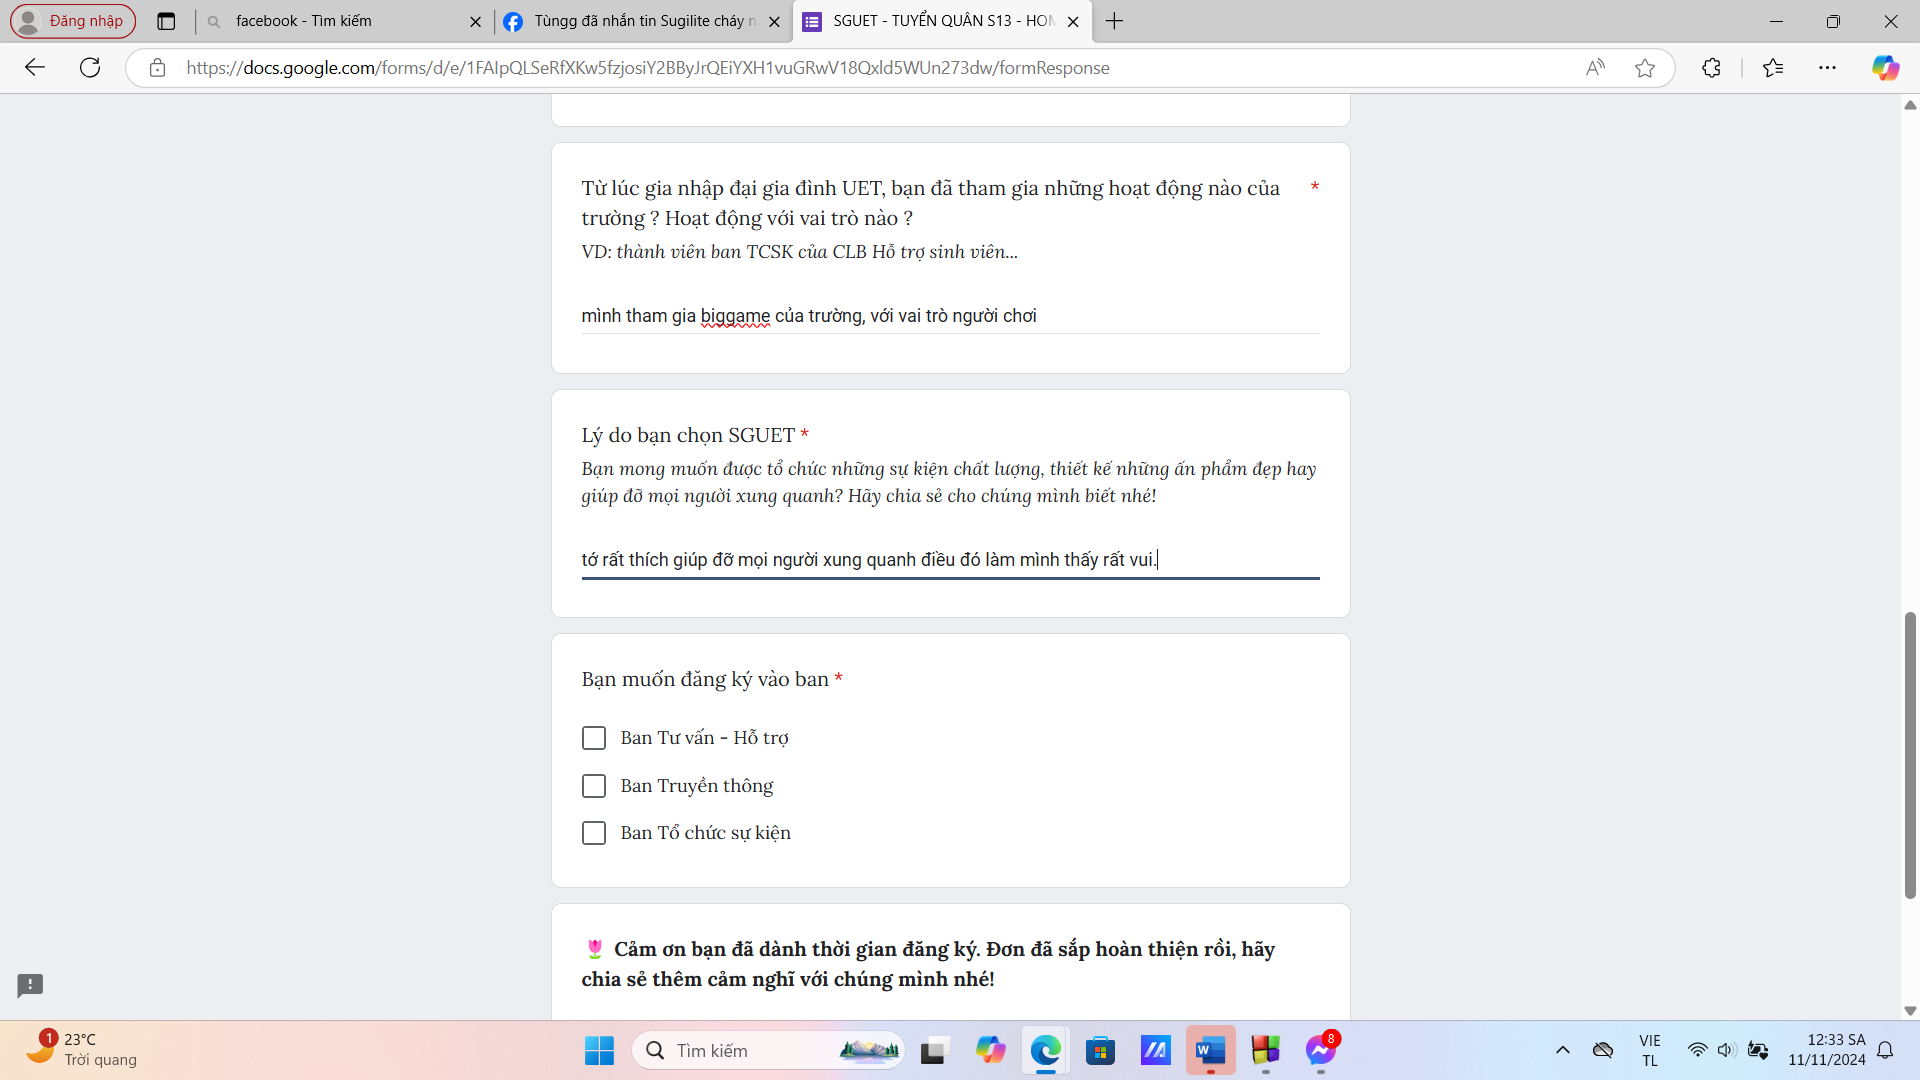 Đăng nhập
facebook - Tìm kiếm
Tùngg đã nhắn tin Sugilite cháy n
SGUET - TUYỂN QUÂN S13 - HON
https://docs.google.com/forms/d/e/1FAIpQLSeRfXKw5fzjosiY2BByJrQEiYXH1vuGRwV18Qxld5WUn273dw/formResponse
Từ lúc gia nhập đại gia đình UET, bạn đã tham gia những hoạt động nào của *
trường ? Hoạt động với vai trò nào ?
VD: thành viên ban TCSK của CLB Hỗ trợ sinh viên...
mình tham gia biggame của trường, với vai trò người chơi
Lý do bạn chọn SGUET *
Bạn mong muốn được tổ chức những sự kiện chất lượng, thiết kế những ấn phẩm đẹp hay
giúp đỡ mọi người xung quanh? Hãy chia sẻ cho chúng mình biết nhé!
tớ rất thích giúp đỡ mọi người xung quanh điều đó làm mình thấy rất vui.
Bạn muốn đăng ký vào ban *
Ban Tư vấn - Hỗ trợ
Ban Truyền thông
Ban Tổ chức sự kiện
🌷 Cảm ơn bạn đã dành thời gian đăng ký. Đơn đã sắp hoàn thiện rồi, hãy
chia sẻ thêm cảm nghĩ với chúng mình nhé!
1
23°C
Trời quang
Tìm kiếm
8
VIE
TL
12:33 SA
11/11/2024